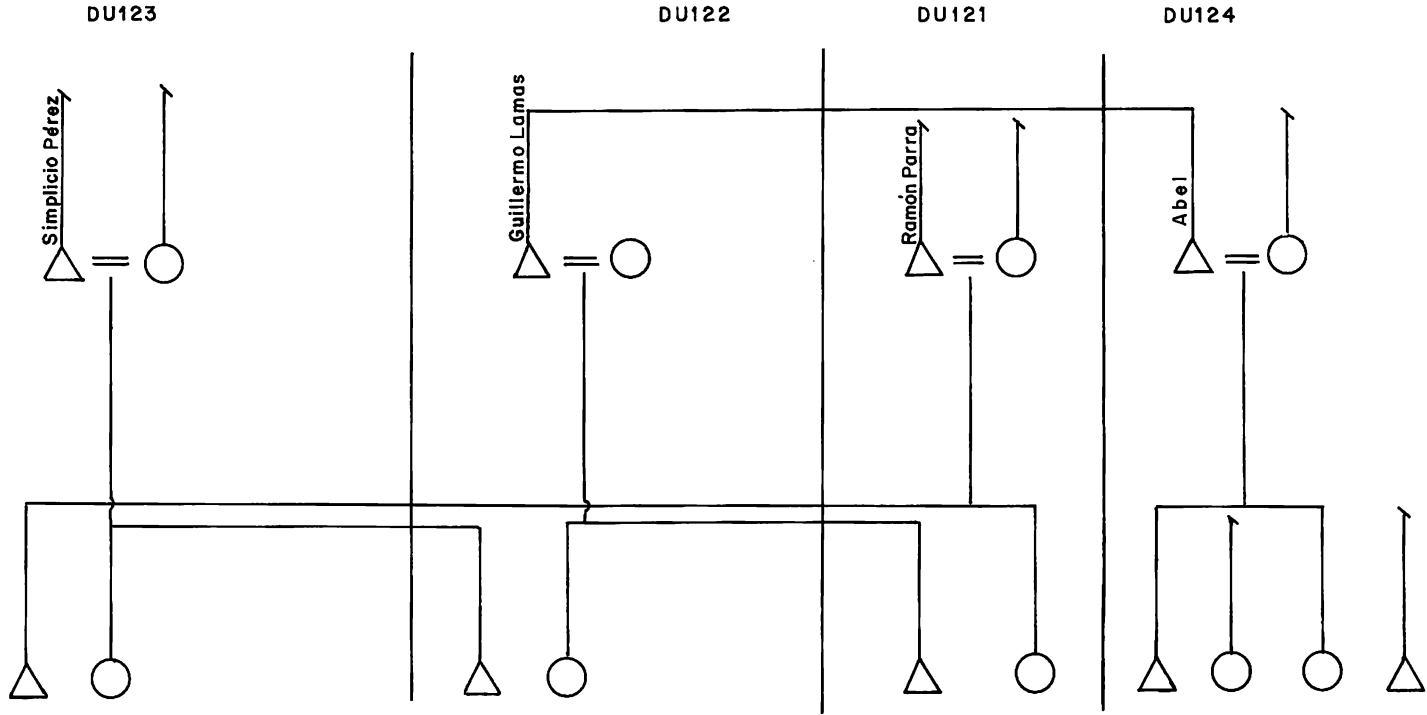 DU123
DU122
DU121
DU124
Simplicio Pérez
Guillermo Lamas
Ramón Parra
Abel